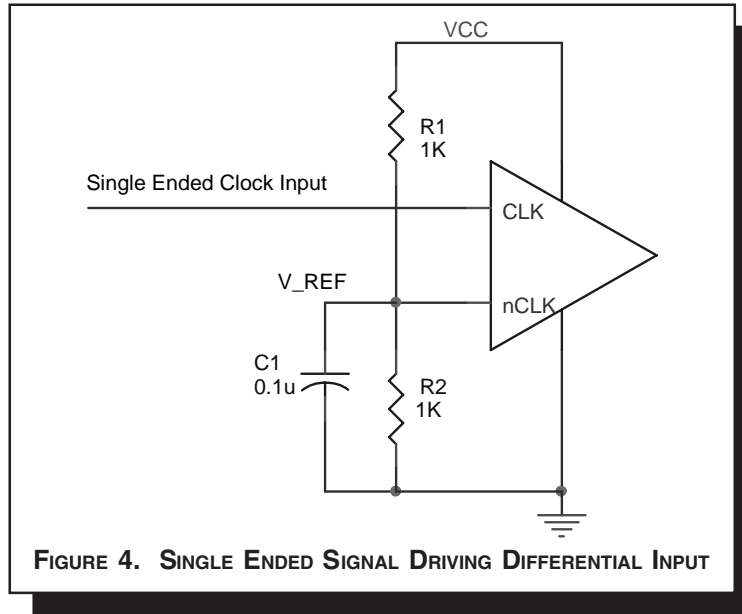 VCC
R1
1K
Single Ended Clock Input
CLK
V_REF
nCLK
C1
0.1u
R2
1K
FIGURE 4. SINGLE ENDED SIGNAL DRIVING DIFFERENTIAL INPUT